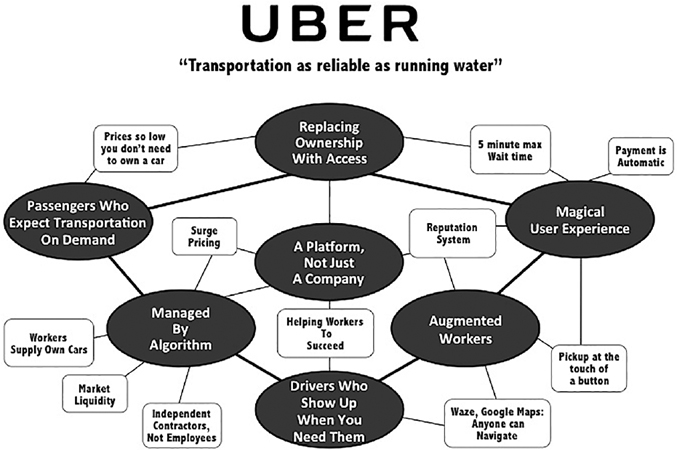 UBER
“Transportation as reliable as running water”
Replacing
Ownership
With Access
Prices so low
you don’t need
to own a car
5 minute max
Wait time
Payment is
Automatic
Passengers Who
Expect Transportation
On Demand
Magical
User Experience
Surge
Pricing
A Platform,
Not Just
A Company
Reputation
System
Managed
By
Algorithm
Helping Workers
To
Succeed
Augmented
Workers
Workers
Supply Own Cars
Pickup at the
touch of
a button
Market
Liquidity
Independent
Contractors,
Not Employees
Drivers Who
Show Up
When You
Need Them
Waze, Google Maps:
Anyone can
Navigate